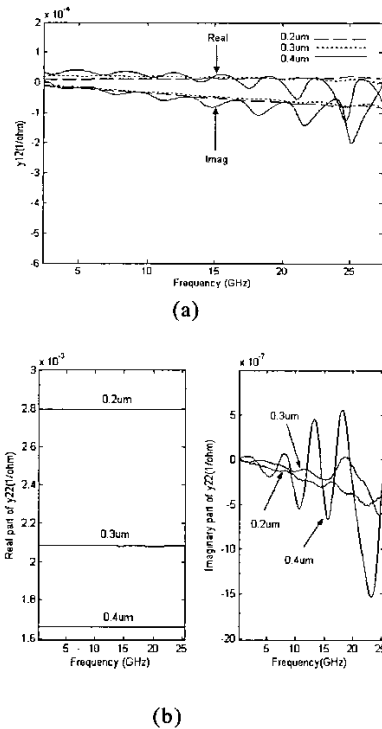 x 10⁻⁴
2
1
0
-1
-2
-3
-4
-5
-6
y12(1/ohm)
Real
Imag
0.2um
0.3um
0.4um
5 10 15 20 25
Frequency (GHz)
(a)
x 10⁻³
3
2.8
2.6
2.4
2.2
2
1.8
1.6
Real part of y22(1/ohm)
0.2um
0.3um
0.4um
5 10 15 20 25
Frequency (GHz)
x 10⁻⁷
5
0
-5
-10
-15
-20
Imaginary part of y22(1/ohm)
0.3um
0.2um
0.4um
5 10 15 20 25
Frequency(GHz)
(b)